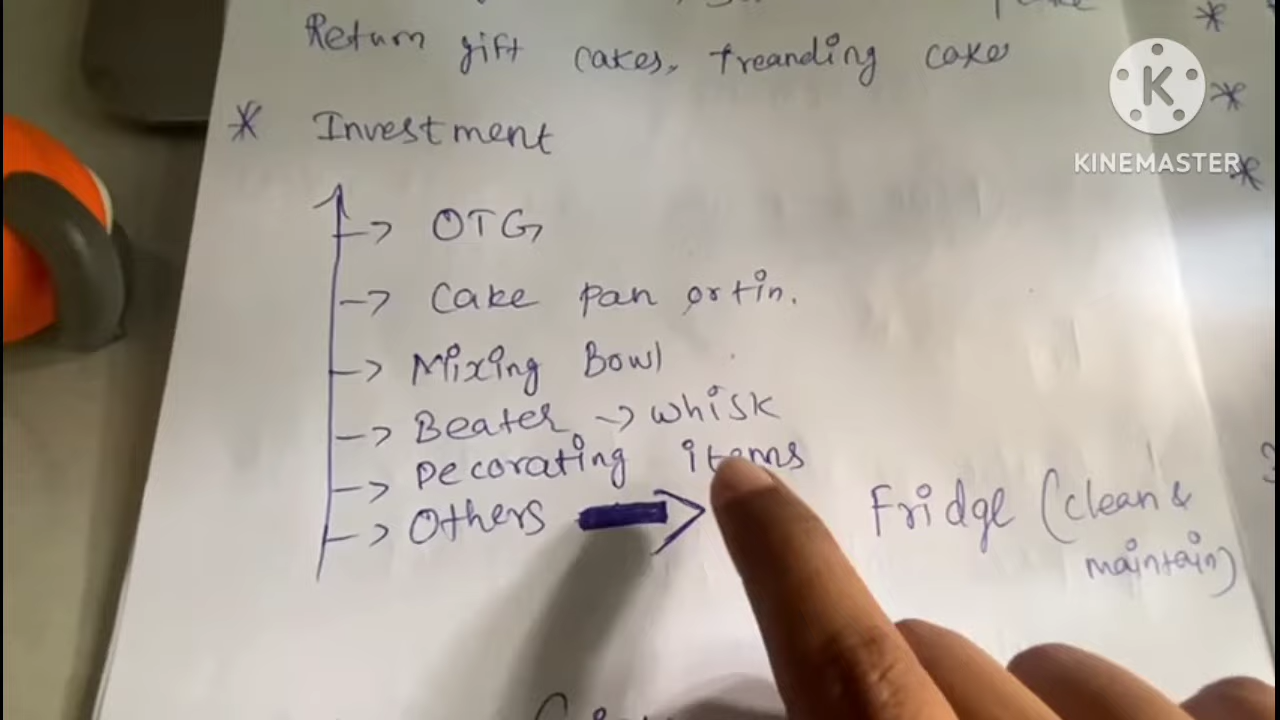 Return gift cakes, treanding cake
* Investment
→ OTG
→ Cake pan or tin.
→ Mixing Bowl
→ Beater → whisk
→ Decorating items
→ Others → Fridge (clean &
maintain)
K
KINEMASTER